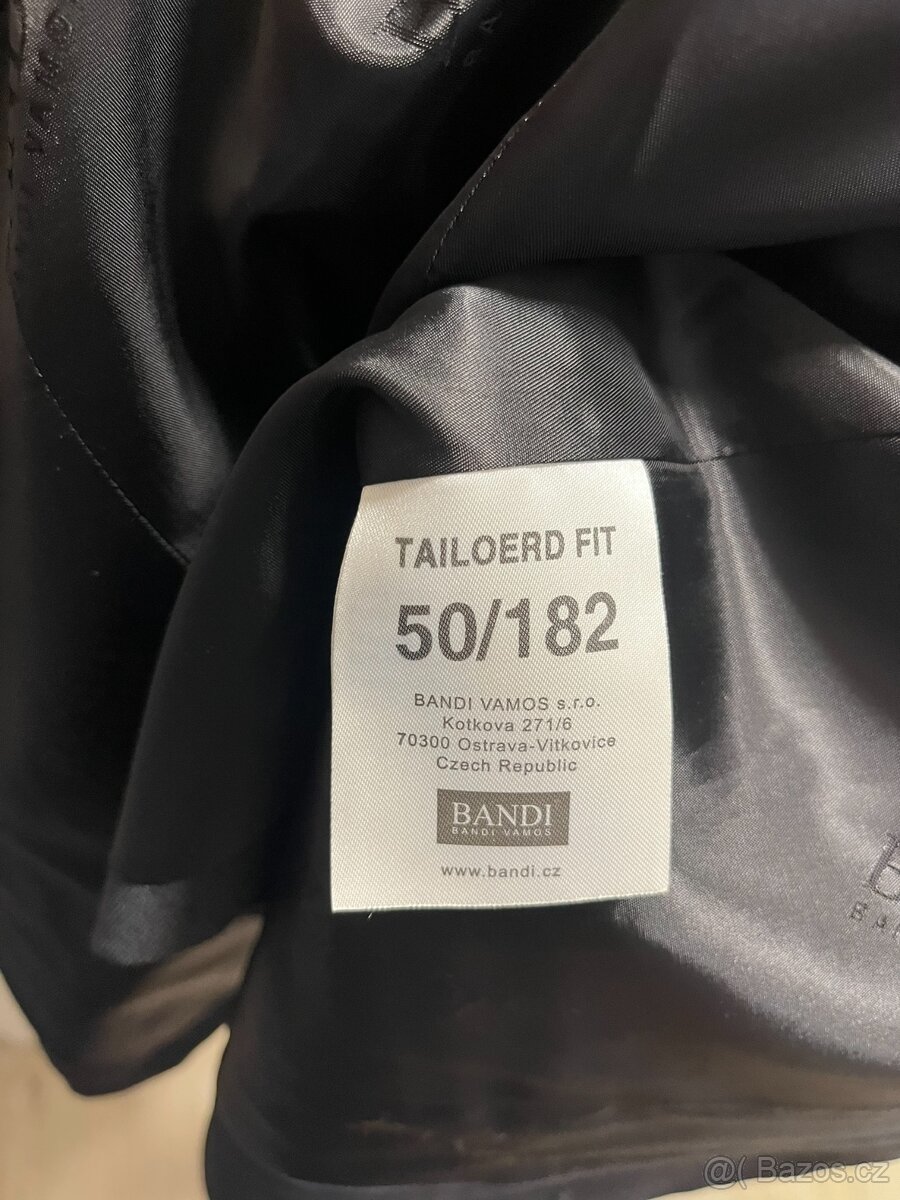 VAMO
TAILOERD FIT
50/182
BANDI VAMOS s.r.o.
Kotkova 271/6
70300 Ostrava-Vitkovice
Czech Republic
BANDI
BANDI VAMOS
www.bandi.cz
@( Bazos.cz